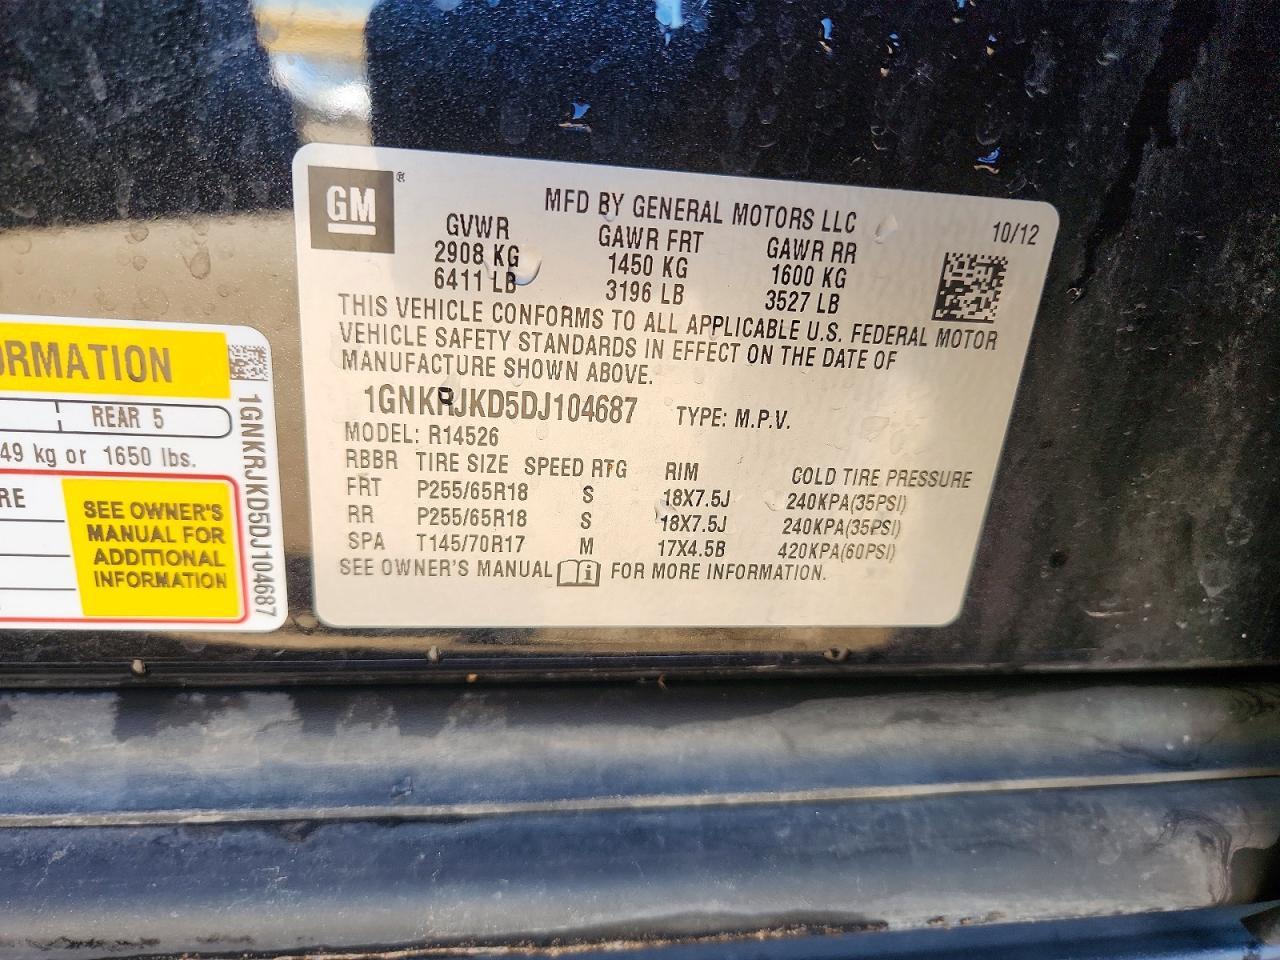 GM®
MFD BY GENERAL MOTORS LLC
10/12
GVWR GAWR FRT GAWR RR
2908 KG 1450 KG 1600 KG
6411 LB 3196 LB 3527 LB
THIS VEHICLE CONFORMS TO ALL APPLICABLE U.S. FEDERAL MOTOR
VEHICLE SAFETY STANDARDS IN EFFECT ON THE DATE OF
MANUFACTURE SHOWN ABOVE.
1GNKRJKD5DJ104687 TYPE: M.P.V.
MODEL: R14526
RBBR TIRE SIZE SPEED RTG RIM COLD TIRE PRESSURE
FRT P255/65R18 S 18X7.5J 240KPA(35PSI)
RR P255/65R18 S 18X7.5J 240KPA(35PSI)
SPA T145/70R17 M 17X4.5B 420KPA(60PSI)
SEE OWNER'S MANUAL FOR MORE INFORMATION.
ORMATION
REAR 5
49 kg or 1650 lbs.
RE
SEE OWNER'S
MANUAL FOR
ADDITIONAL
INFORMATION
1GNKRJKD5DJ104687